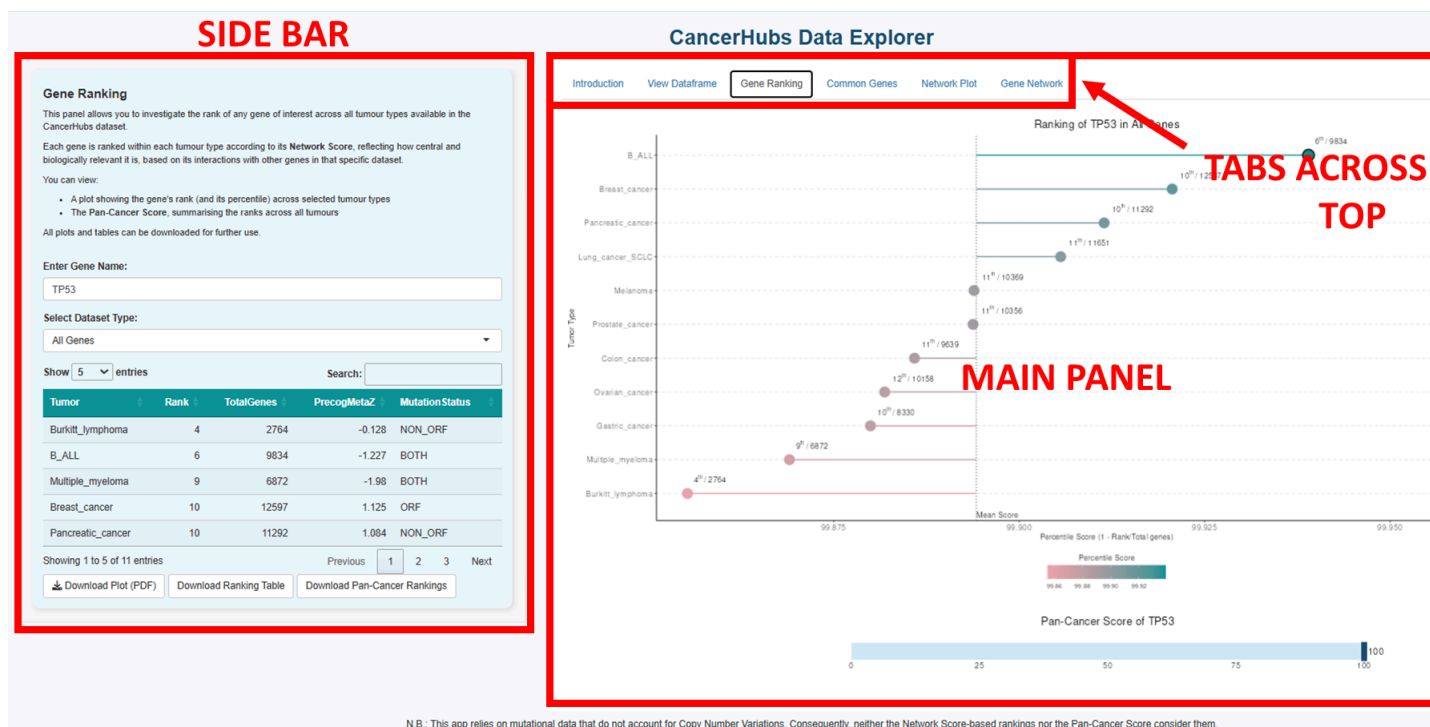 SIDE BAR
CancerHubs Data Explorer
Gene Ranking
This panel allows you to investigate the rank of any gene of interest across all tumour types available in the
CancerHubs dataset.
Each gene is ranked within each tumour type according to its Network Score, reflecting how central and
biologically relevant it is, based on its interactions with other genes in that specific dataset.
You can view:
• A plot showing the gene's rank (and its percentile) across selected tumour types
• The Pan-Cancer Score, summarising the ranks across all tumours
All plots and tables can be downloaded for further use.
Enter Gene Name:
TP53
Select Dataset Type:
All Genes
Show 5 entries Search:
Tumor Rank TotalGenes PrecogMetaZ MutationStatus
Burkitt_lymphoma 4 2764 -0.128 NON_ORF
B_ALL 6 9834 -1.227 BOTH
Multiple_myeloma 9 6872 -1.98 BOTH
Breast_cancer 10 12597 1.125 ORF
Pancreatic_cancer 10 11292 1.084 NON_ORF
Showing 1 to 5 of 11 entries Previous 1 2 3 Next
Download Plot (PDF) Download Ranking Table Download Pan-Cancer Rankings
Introduction View Dataframe Gene Ranking Common Genes Network Plot Gene Network
Ranking of TP53 in All Genes
TABS ACROSS
TOP
MAIN PANEL
Tumor Type
B_ALL 6th / 9834
Breast_cancer 10th /
Pancreatic_cancer 10th / 11292
Lung_cancer_SCLC 11th / 11651
Melanoma 11th / 10369
Prostate_cancer 11th / 10356
Colon_cancer 11th / 9639
Ovarian_cancer 12th / 10158
Gastric_cancer 10th / 8330
Multiple_myeloma 9th / 6872
Burkitt_lymphoma 4th / 2764
Mean Score
99.875 99.900 99.925 99.950
Percentile Score (1 - Rank/Total genes)
Percentile Score
99.86 99.88 99.90 99.92
Pan-Cancer Score of TP53
100
0 25 50 75 100
N.B.: This app relies on mutational data that do not account for Copy Number Variations. Consequently, neither the Network Score-based rankings nor the Pan-Cancer Score consider them.